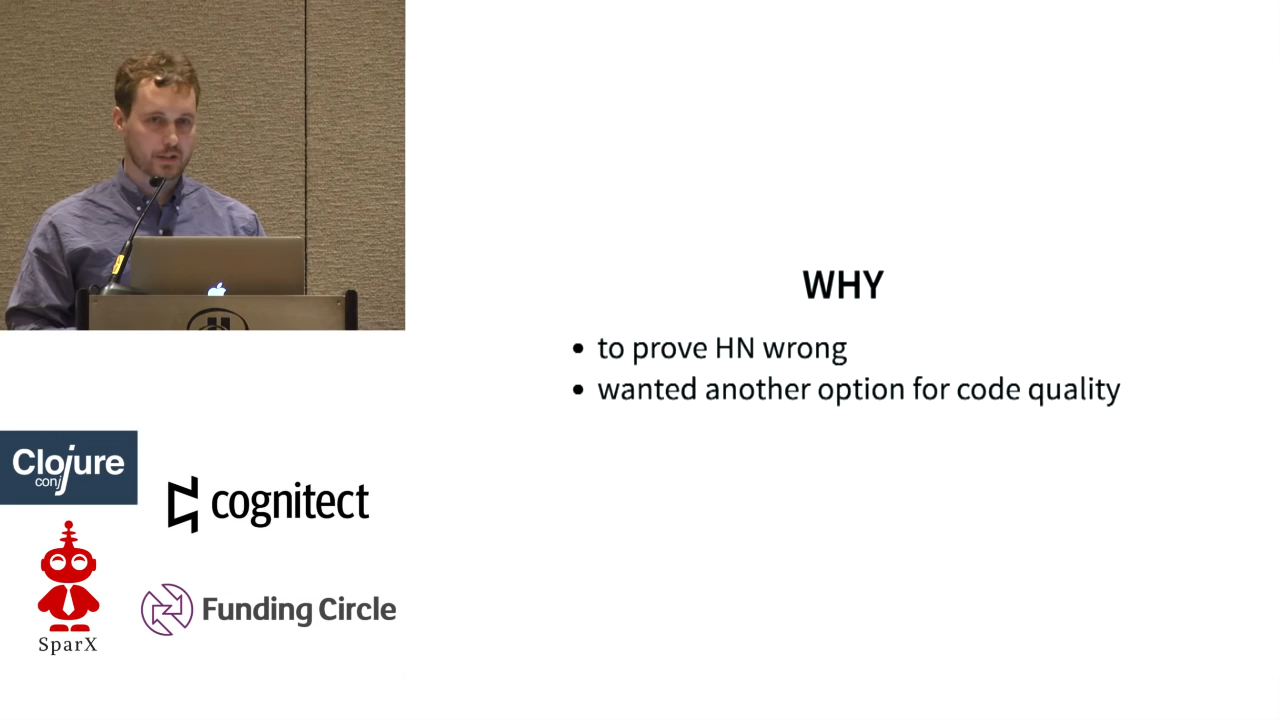 WHY
• to prove HN wrong
• wanted another option for code quality
Clojure
conj
cognitect
SparX
Funding Circle